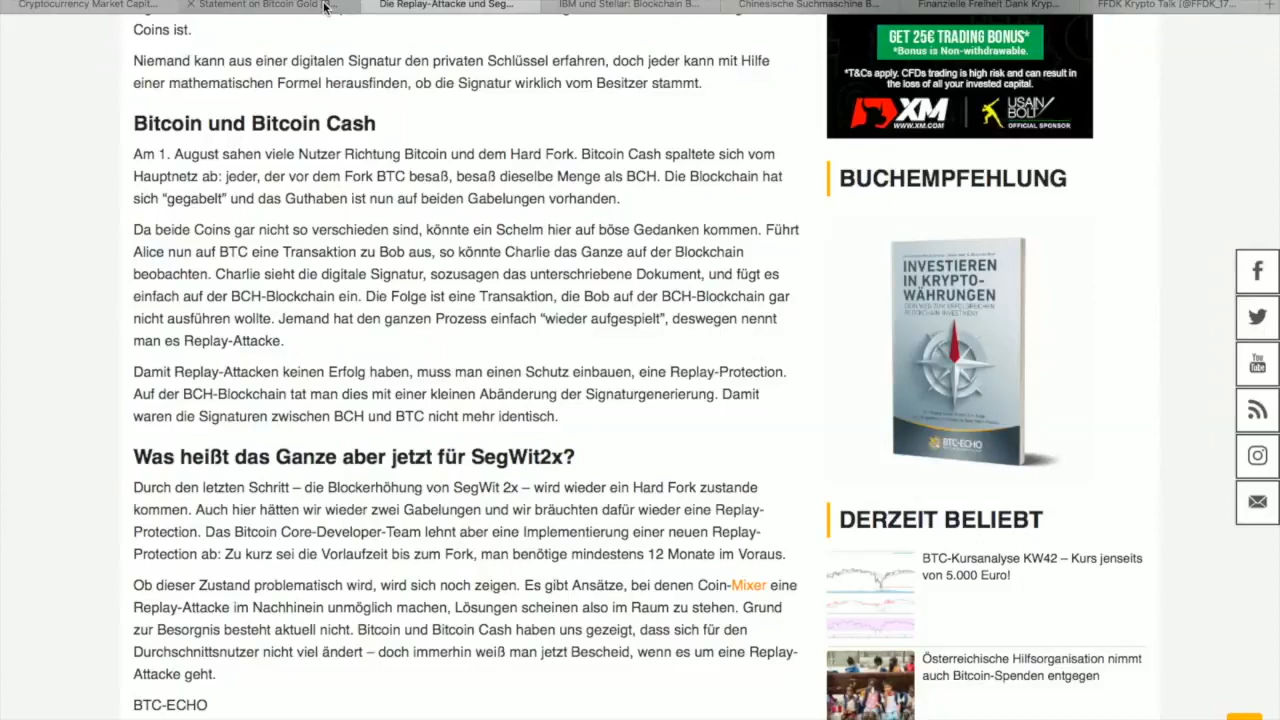 Cryptocurrency Market Capit...
Statement on Bitcoin Gold
Die Replay-Attacke und Seg...
IBM und Stellar: Blockchain B...
Chinesische Suchmaschine B...
Finanzielle Freiheit Dank Kryp...
FFDK Krypto Talk [@FFDK_17...
Coins ist.
Niemand kann aus einer digitalen Signatur den privaten Schlüssel erfahren, doch jeder kann mit Hilfe
einer mathematischen Formel herausfinden, ob die Signatur wirklich vom Besitzer stammt.
Bitcoin und Bitcoin Cash
Am 1. August sahen viele Nutzer Richtung Bitcoin und dem Hard Fork. Bitcoin Cash spaltete sich vom
Hauptnetz ab: jeder, der vor dem Fork BTC besaß, besaß dieselbe Menge als BCH. Die Blockchain hat
sich “gegabelt” und das Guthaben ist nun auf beiden Gabelungen vorhanden.
Da beide Coins gar nicht so verschieden sind, könnte ein Schelm hier auf böse Gedanken kommen. Führt
Alice nun auf BTC eine Transaktion zu Bob aus, so könnte Charlie das Ganze auf der Blockchain
beobachten. Charlie sieht die digitale Signatur, sozusagen das unterschriebene Dokument, und fügt es
einfach auf der BCH-Blockchain ein. Die Folge ist eine Transaktion, die Bob auf der BCH-Blockchain gar
nicht ausführen wollte. Jemand hat den ganzen Prozess einfach “wieder aufgespielt”, deswegen nennt
man es Replay-Attacke.
Damit Replay-Attacken keinen Erfolg haben, muss man einen Schutz einbauen, eine Replay-Protection.
Auf der BCH-Blockchain tat man dies mit einer kleinen Abänderung der Signaturgenerierung. Damit
waren die Signaturen zwischen BCH und BTC nicht mehr identisch.
Was heißt das Ganze aber jetzt für SegWit2x?
Durch den letzten Schritt – die Blockerhöhung von SegWit 2x – wird wieder ein Hard Fork zustande
kommen. Auch hier hätten wir wieder zwei Gabelungen und wir bräuchten dafür wieder eine Replay-
Protection. Das Bitcoin Core-Developer-Team lehnt aber eine Implementierung einer neuen Replay-
Protection ab: Zu kurz sei die Vorlaufzeit bis zum Fork, man benötige mindestens 12 Monate im Voraus.
Ob dieser Zustand problematisch wird, wird sich noch zeigen. Es gibt Ansätze, bei denen Coin-Mixer eine
Replay-Attacke im Nachhinein unmöglich machen, Lösungen scheinen also im Raum zu stehen. Grund
zur Besorgnis besteht aktuell nicht. Bitcoin und Bitcoin Cash haben uns gezeigt, dass sich für den
Durchschnittsnutzer nicht viel ändert – doch immerhin weiß man jetzt Bescheid, wenn es um eine Replay-
Attacke geht.
BTC-ECHO
GET 25€ TRADING BONUS*
*Bonus is Non-withdrawable.
*T&Cs apply. CFDs trading is high risk and can result in
the loss of all your invested capital.
XM
WWW.XM.COM
USAIN
BOLT
OFFICIAL SPONSOR
BUCHEMPFEHLUNG
INVESTIEREN
IN KRYPTO-
WÄHRUNGEN
BTC-ECHO
DERZEIT BELIEBT
BTC-Kursanalyse KW42 – Kurs jenseits
von 5.000 Euro!
Österreichische Hilfsorganisation nimmt
auch Bitcoin-Spenden entgegen
You
Tube